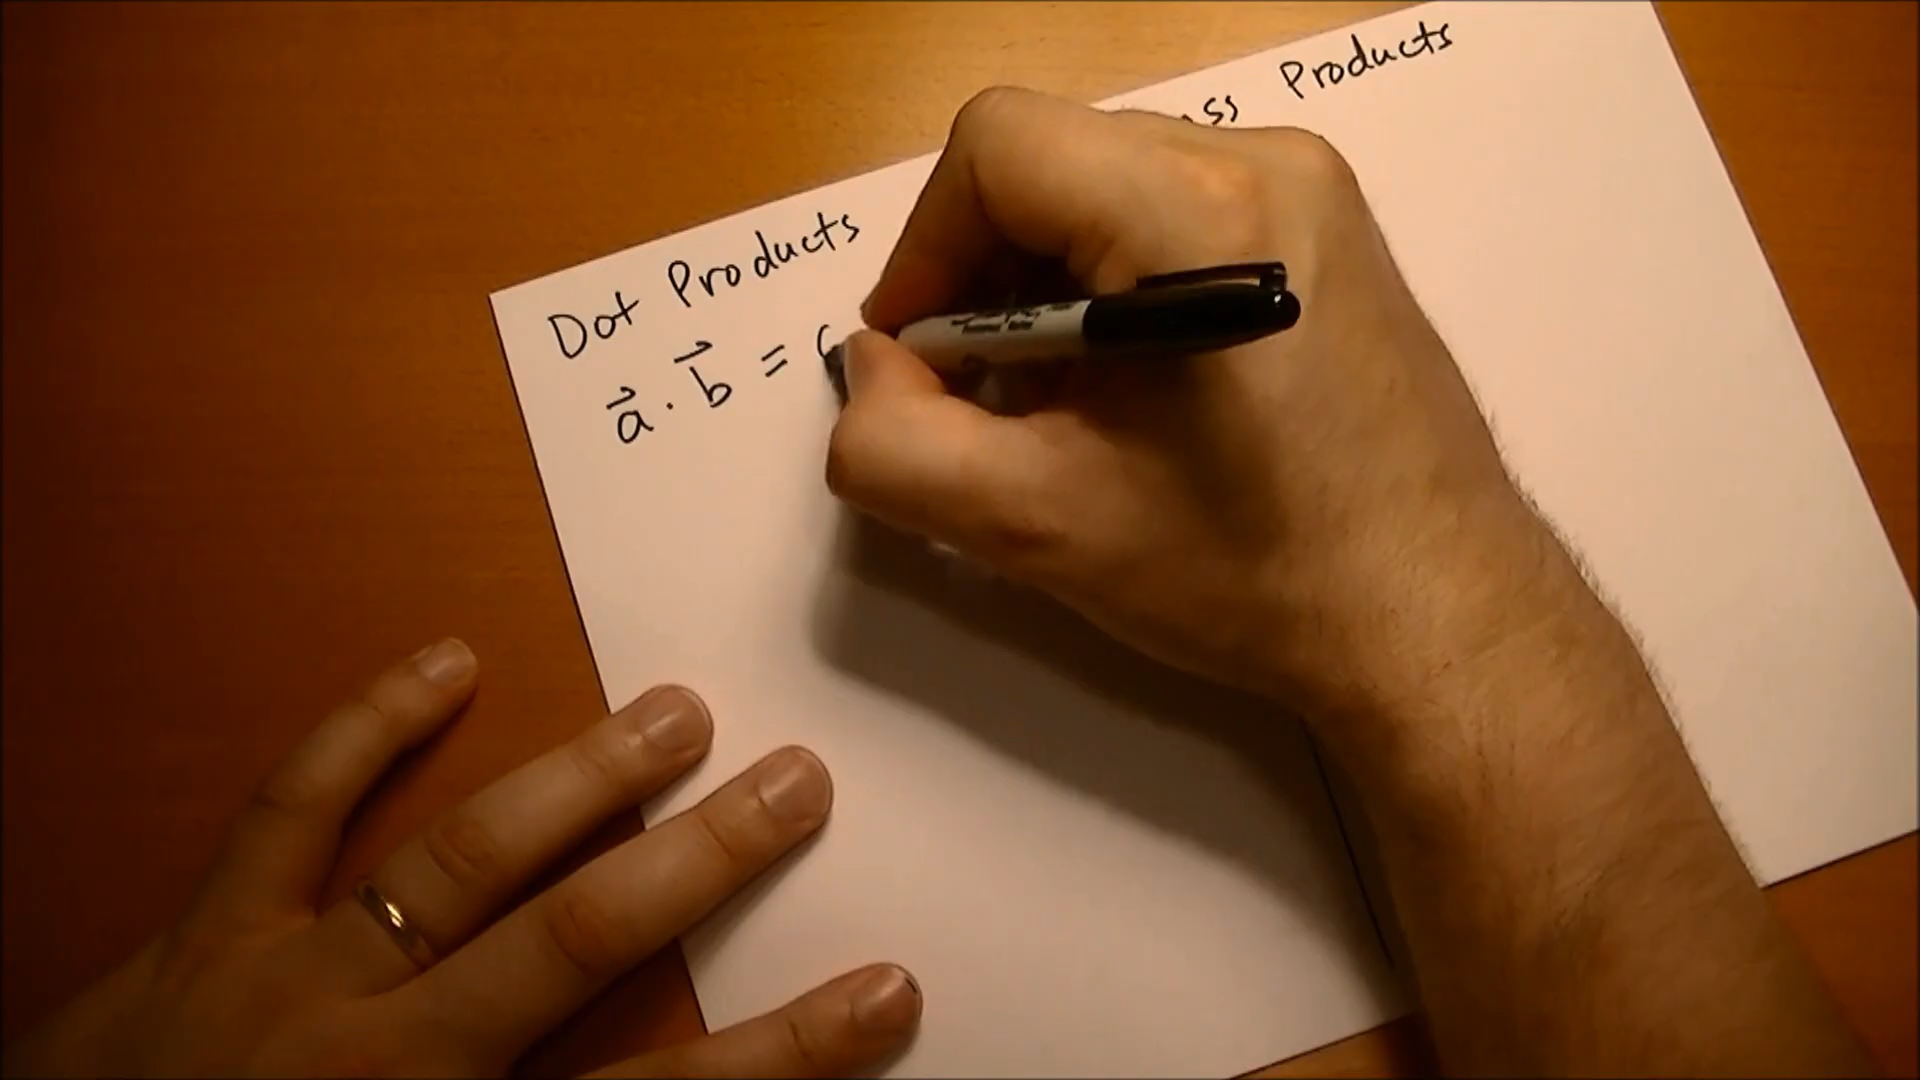 Dot Products
Products
a⃗ · b⃗ =